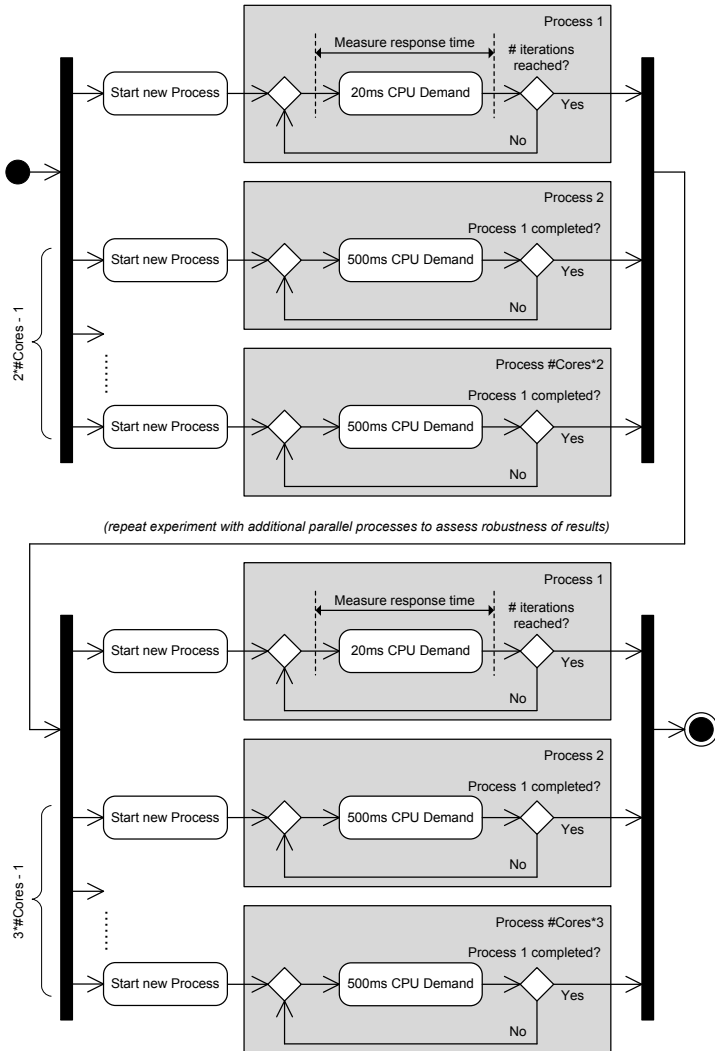 Process 1
Measure response time
# iterations
reached?
Start new Process
20ms CPU Demand
Yes
No
Process 2
Process 1 completed?
Start new Process
500ms CPU Demand
Yes
No
2*#Cores - 1
Process #Cores*2
Process 1 completed?
Start new Process
500ms CPU Demand
Yes
No
(repeat experiment with additional parallel processes to assess robustness of results)
Process 1
Measure response time
# iterations
reached?
Start new Process
20ms CPU Demand
Yes
No
Process 2
Process 1 completed?
Start new Process
500ms CPU Demand
Yes
No
3*#Cores - 1
Process #Cores*3
Process 1 completed?
Start new Process
500ms CPU Demand
Yes
No